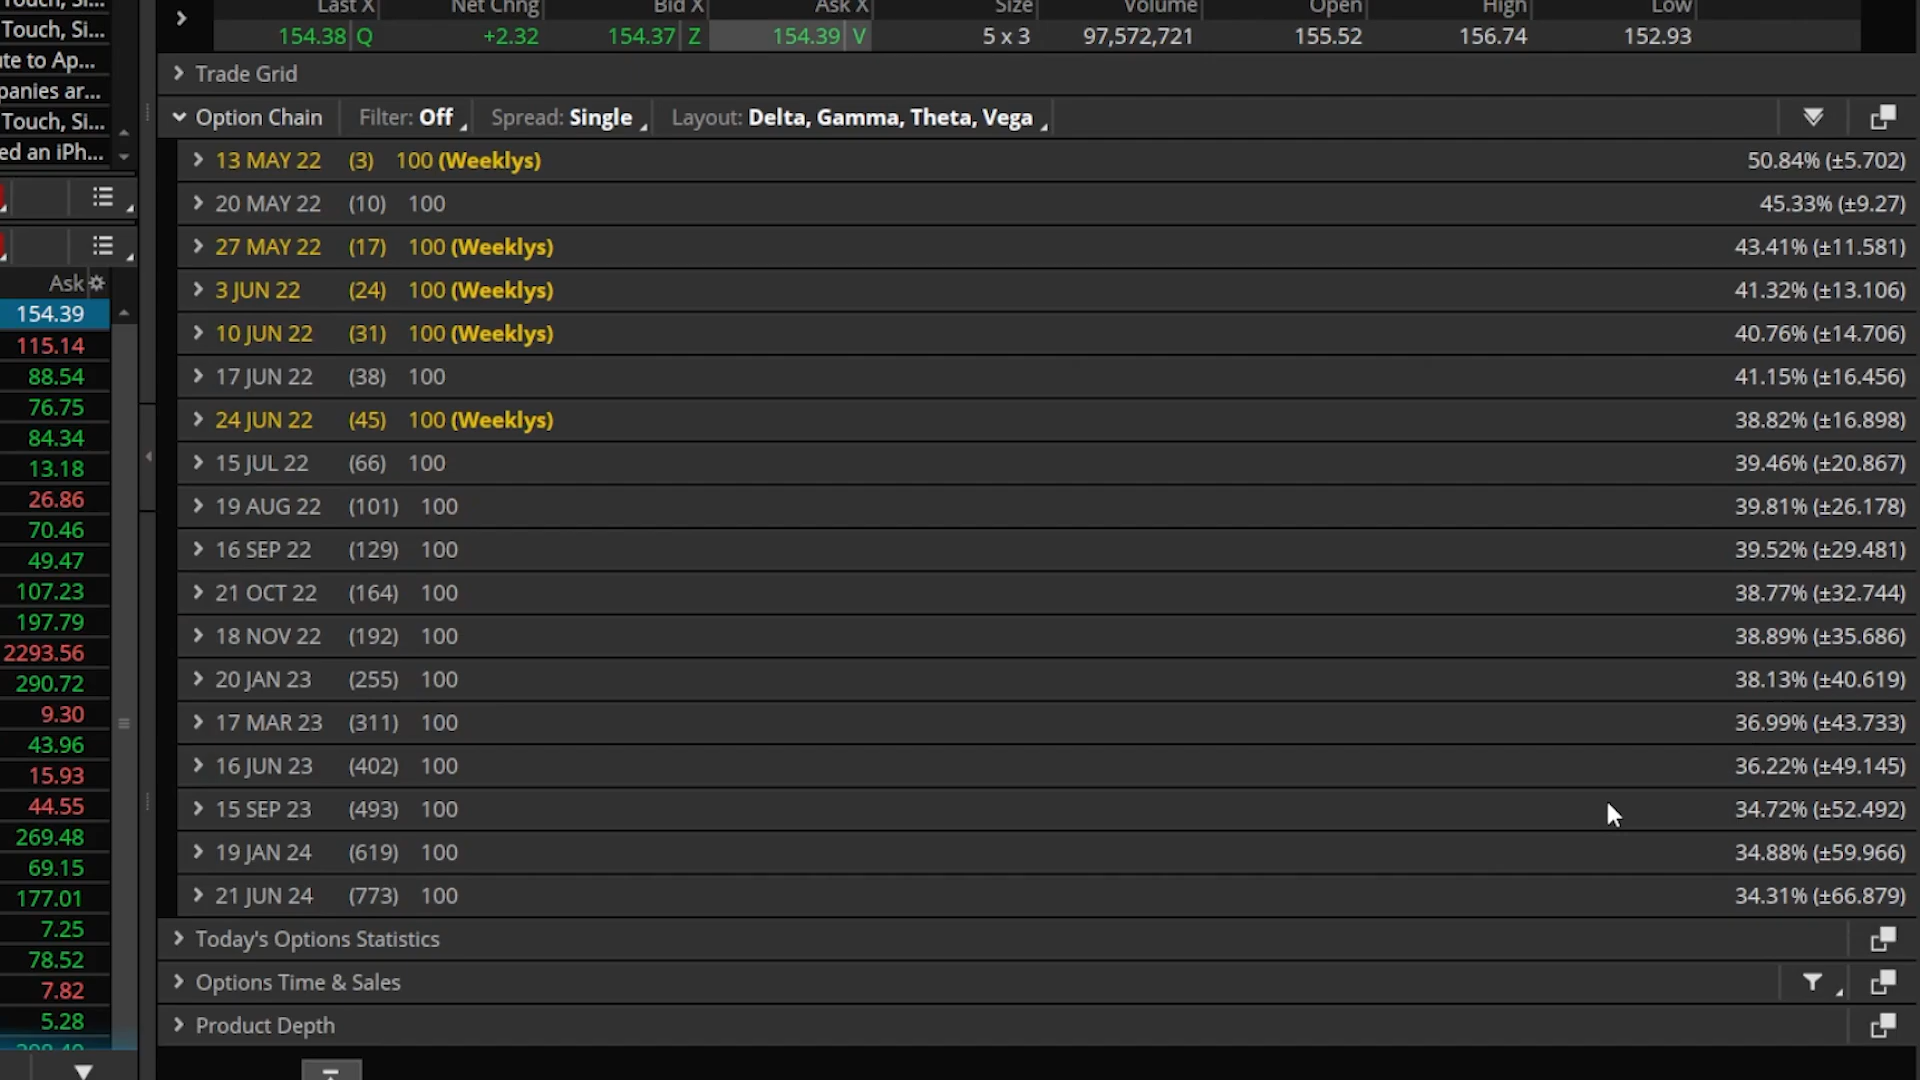 Last X Net Chng Bid X Ask X Size Volume Open High Low
154.38 Q +2.32 154.37 Z 154.39 V 5 x 3 97,572,721 155.52 156.74 152.93
Touch, Si...
Touch, Si...
te to Ap...
panies ar...
Touch, Si...
ed an iPh...
Ask
154.39
115.14
88.54
76.75
84.34
13.18
26.86
70.46
49.47
107.23
197.79
2293.56
290.72
9.30
43.96
15.93
44.55
269.48
69.15
177.01
7.25
78.52
7.82
5.28
Trade Grid
Option Chain Filter: Off Spread: Single Layout: Delta, Gamma, Theta, Vega
13 MAY 22 (3) 100 (Weeklys) 50.84% (±5.702)
20 MAY 22 (10) 100 45.33% (±9.27)
27 MAY 22 (17) 100 (Weeklys) 43.41% (±11.581)
3 JUN 22 (24) 100 (Weeklys) 41.32% (±13.106)
10 JUN 22 (31) 100 (Weeklys) 40.76% (±14.706)
17 JUN 22 (38) 100 41.15% (±16.456)
24 JUN 22 (45) 100 (Weeklys) 38.82% (±16.898)
15 JUL 22 (66) 100 39.46% (±20.867)
19 AUG 22 (101) 100 39.81% (±26.178)
16 SEP 22 (129) 100 39.52% (±29.481)
21 OCT 22 (164) 100 38.77% (±32.744)
18 NOV 22 (192) 100 38.89% (±35.686)
20 JAN 23 (255) 100 38.13% (±40.619)
17 MAR 23 (311) 100 36.99% (±43.733)
16 JUN 23 (402) 100 36.22% (±49.145)
15 SEP 23 (493) 100 34.72% (±52.492)
19 JAN 24 (619) 100 34.88% (±59.966)
21 JUN 24 (773) 100 34.31% (±66.879)
Today's Options Statistics
Options Time & Sales
Product Depth